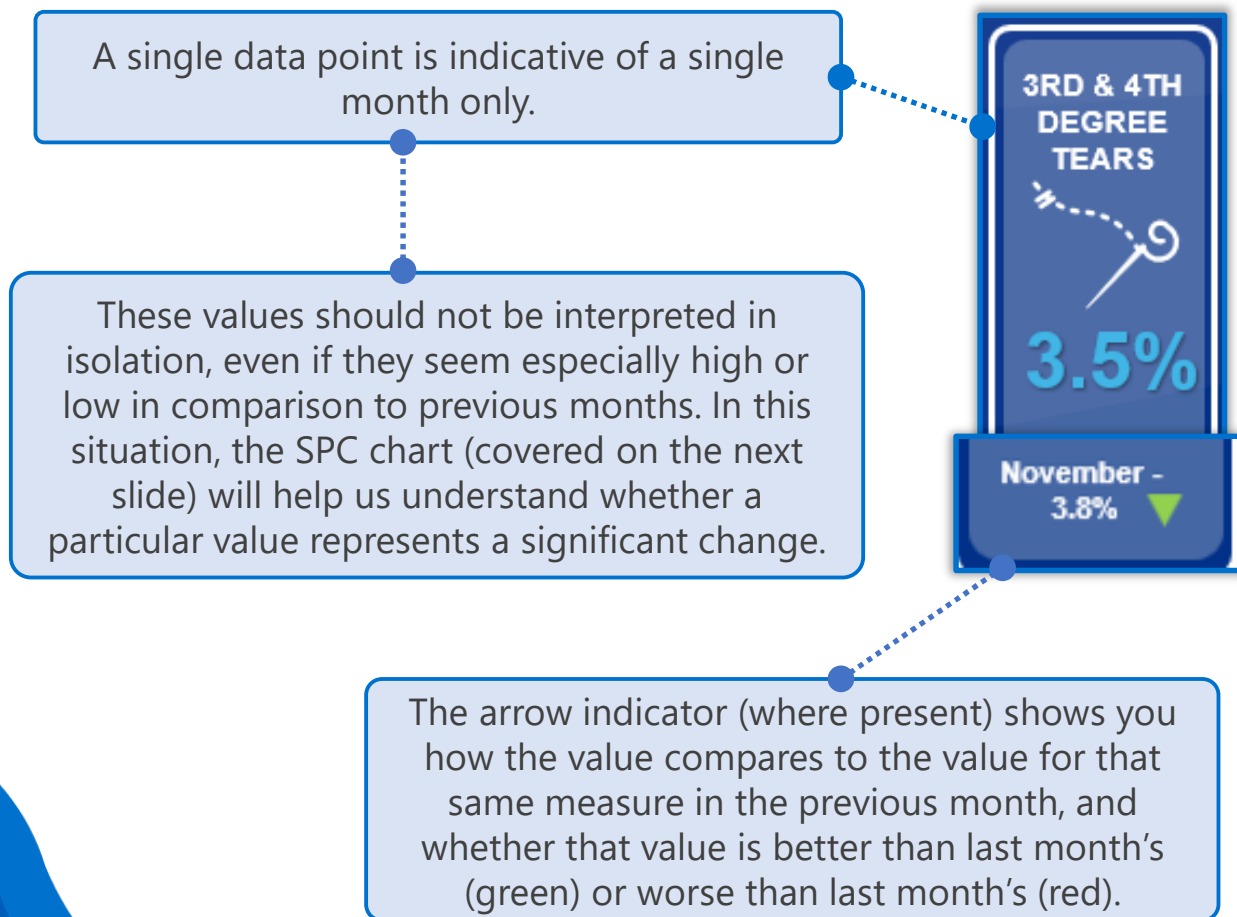 A single data point is indicative of a single
month only.
3RD & 4TH
DEGREE
TEARS
3.5%
November -
3.8%
These values should not be interpreted in
isolation, even if they seem especially high or
low in comparison to previous months. In this
situation, the SPC chart (covered on the next
slide) will help us understand whether a
particular value represents a significant change.
The arrow indicator (where present) shows you
how the value compares to the value for that
same measure in the previous month, and
whether that value is better than last month’s
(green) or worse than last month’s (red).